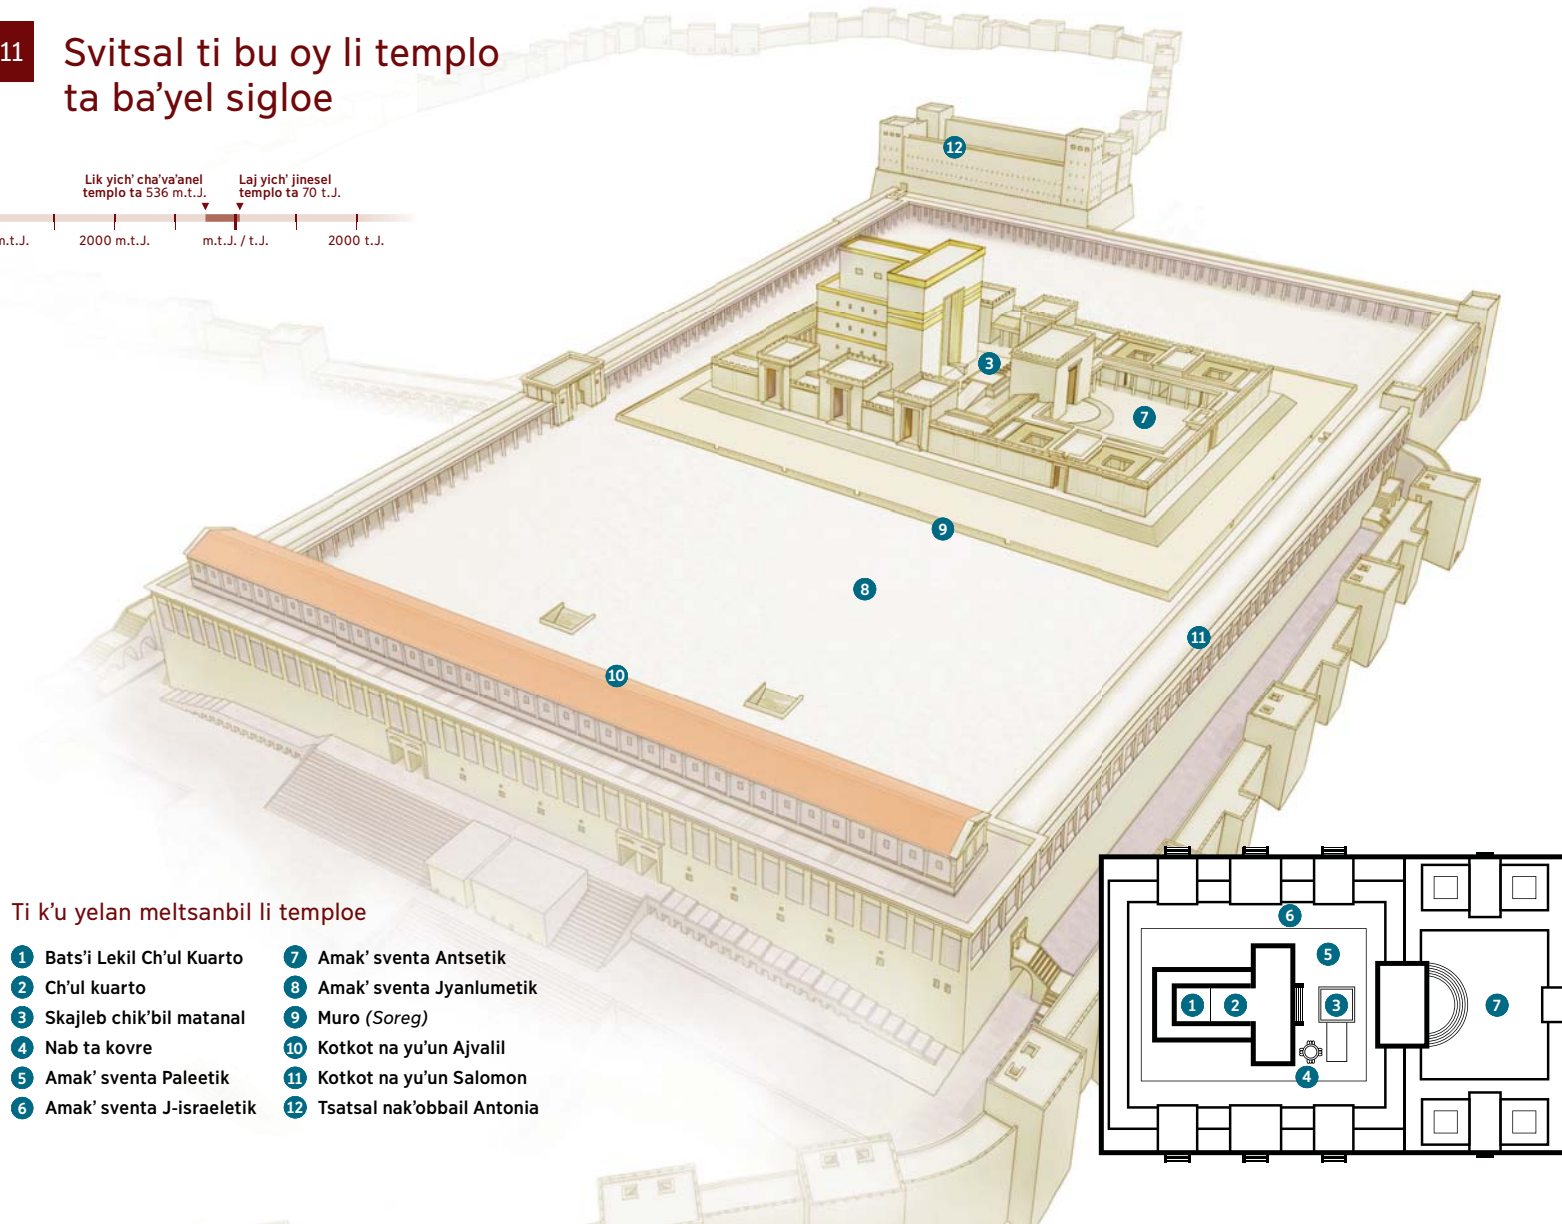 11
Svitsal ti bu oy li templo
ta ba’yel sigloe
Lik yich’ cha’va’anel
templo ta 536 m.t.J.
Laj yich’ jinesel
templo ta 70 t.J.
m.t.J.
2000 m.t.J.
m.t.J. / t.J.
2000 t.J.
12
3
7
9
8
11
10
Ti k’u yelan meltsanbil li temploe
1 Bats’i Lekil Ch’ul Kuarto
2 Ch’ul kuarto
3 Skajleb chik’bil matanal
4 Nab ta kovre
5 Amak’ sventa Paleetik
6 Amak’ sventa J-israeletik
7 Amak’ sventa Antsetik
8 Amak’ sventa Jyanlumetik
9 Muro (Soreg)
10 Kotkot na yu’un Ajvalil
11 Kotkot na yu’un Salomon
12 Tsatsal nak’obbail Antonia
6
5
1
2
3
7
4